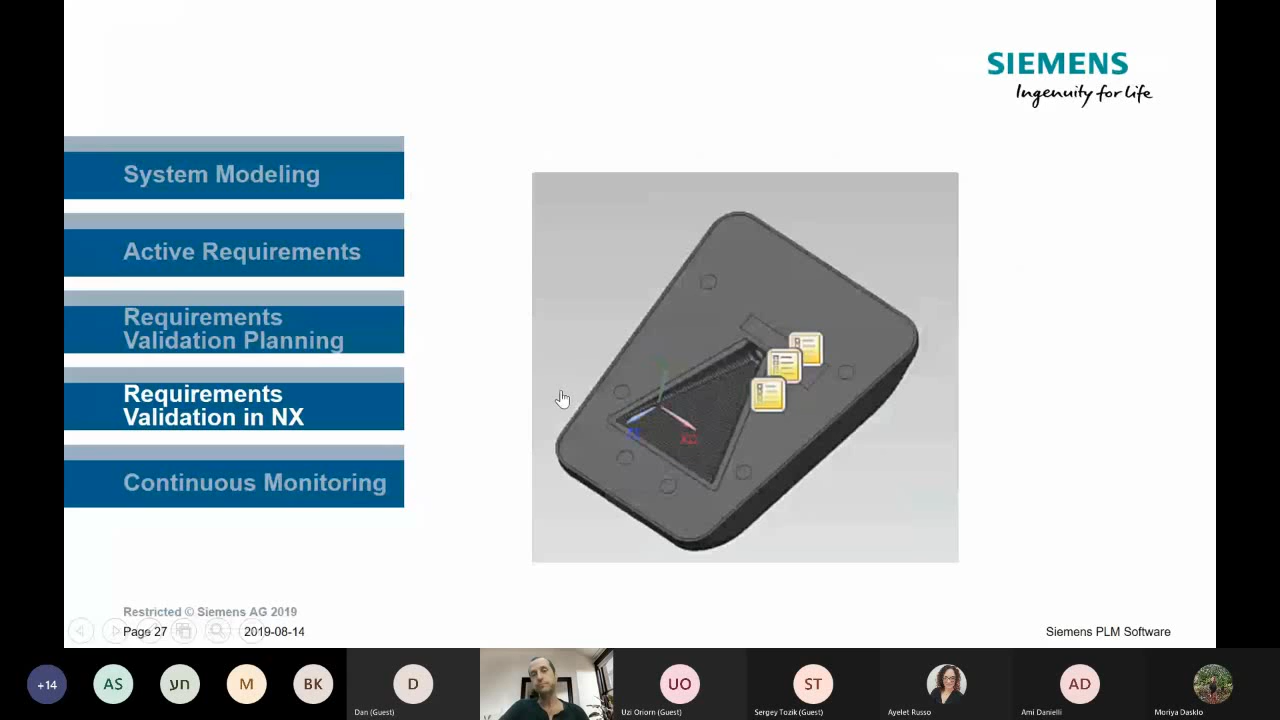 SIEMENS
Ingenuity for life
System Modeling
Active Requirements
Requirements
Validation Planning
Requirements
Validation in NX
Continuous Monitoring
Restricted © Siemens AG 2019
Page 27
2019-08-14
Siemens PLM Software
+14
AS
חע
M
BK
D
UO
ST
AD
Dan (Guest)
Uzi Oriorn (Guest)
Sergey Tozik (Guest)
Ayelet Russo
Ami Danielli
Moriya Dasklo